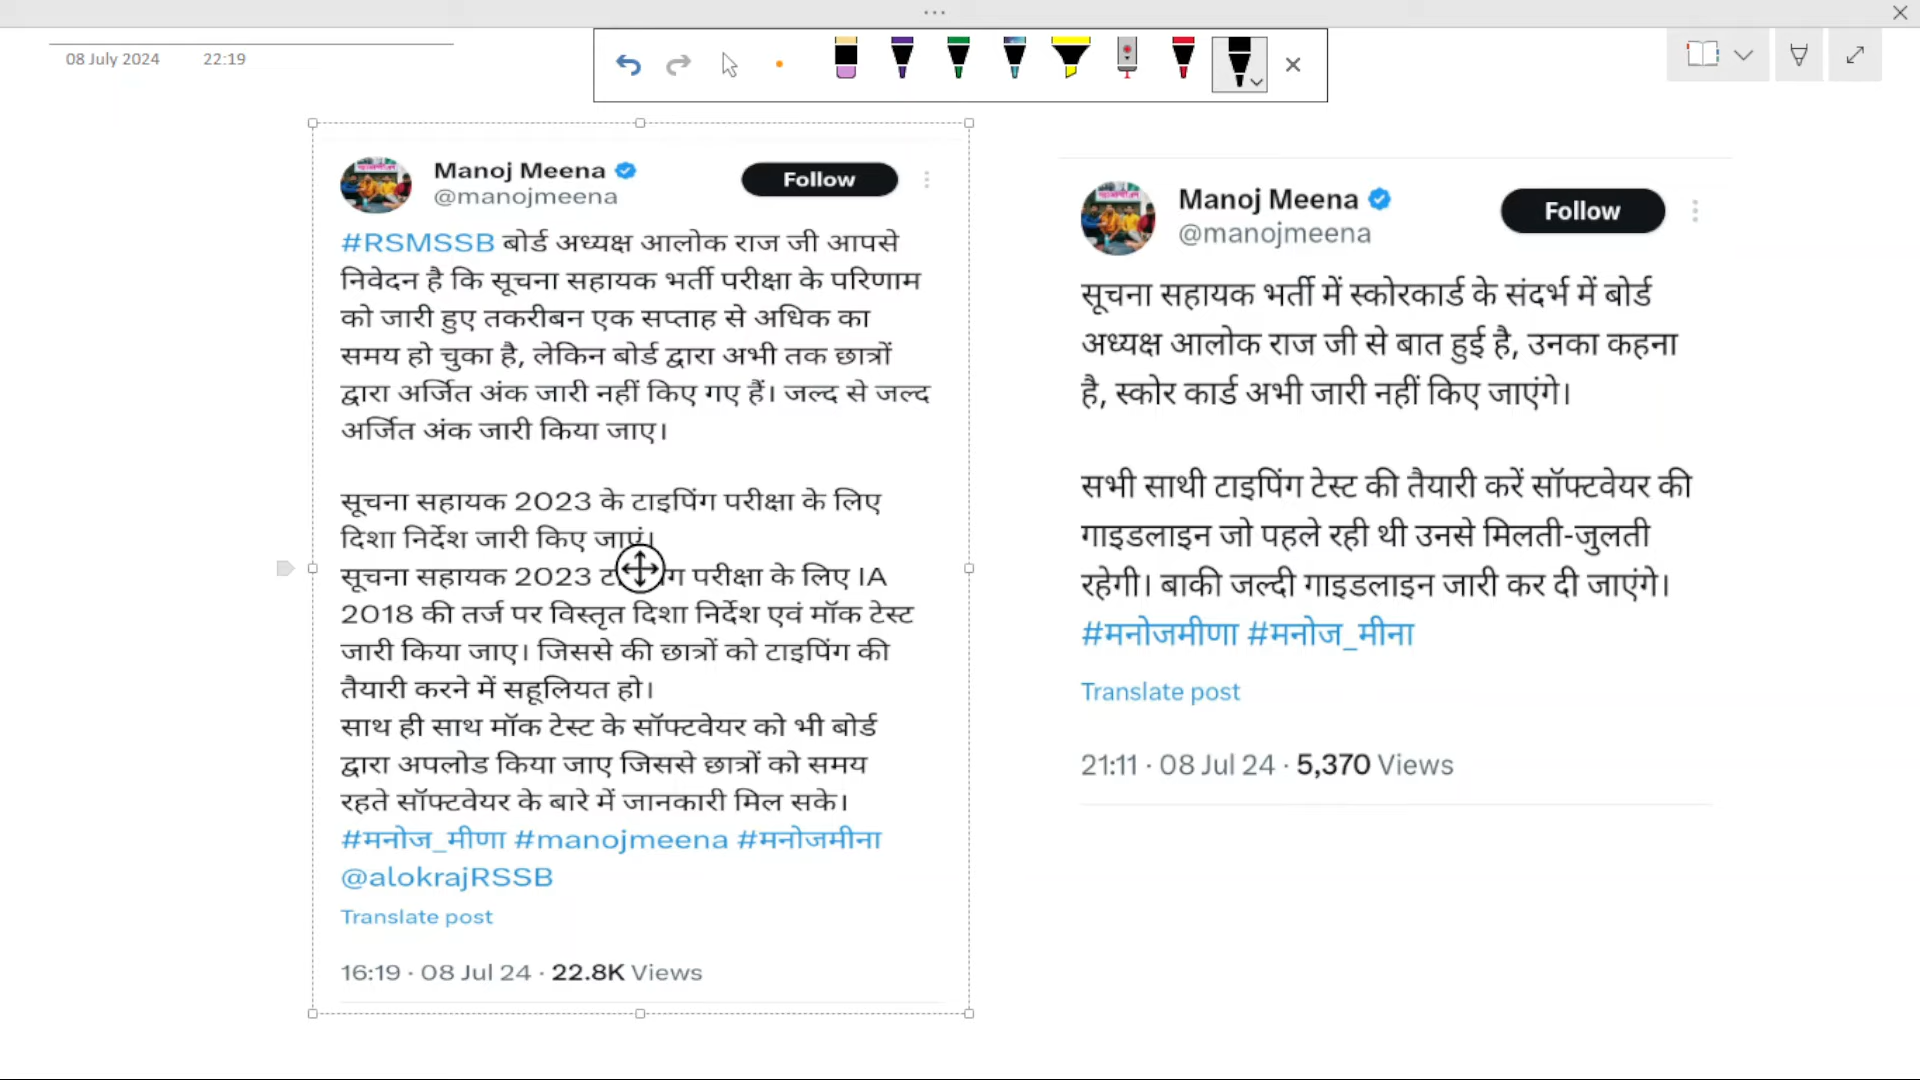 08 July 2024 22:19
Manoj Meena
@manojmeena
Follow
#RSMSSB बोर्ड अध्यक्ष आलोक राज जी आपसे
निवेदन है कि सूचना सहायक भर्ती परीक्षा के परिणाम
को जारी हुए तकरीबन एक सप्ताह से अधिक का
समय हो चुका है, लेकिन बोर्ड द्वारा अभी तक छात्रों
द्वारा अर्जित अंक जारी नहीं किए गए हैं। जल्द से जल्द
अर्जित अंक जारी किया जाए।
सूचना सहायक 2023 के टाइपिंग परीक्षा के लिए
दिशा निर्देश जारी किए जाएं।
सूचना सहायक 2023 परीक्षा के लिए IA
2018 की तर्ज पर विस्तृत दिशा निर्देश एवं मॉक टेस्ट
जारी किया जाए। जिससे की छात्रों को टाइपिंग की
तैयारी करने में सहूलियत हो।
साथ ही साथ मॉक टेस्ट के सॉफ्टवेयर को भी बोर्ड
द्वारा अपलोड किया जाए जिससे छात्रों को समय
रहते सॉफ्टवेयर के बारे में जानकारी मिल सके।
#मनोज_मीणा #manojmeena #मनोजमीना
@alokrajRSSB
Translate post
16:19 · 08 Jul 24 · 22.8K Views
Manoj Meena
@manojmeena
Follow
सूचना सहायक भर्ती में स्कोरकार्ड के संदर्भ में बोर्ड
अध्यक्ष आलोक राज जी से बात हुई है, उनका कहना
है, स्कोर कार्ड अभी जारी नहीं किए जाएंगे।
सभी साथी टाइपिंग टेस्ट की तैयारी करें सॉफ्टवेयर की
गाइडलाइन जो पहले रही थी उनसे मिलती-जुलती
रहेगी। बाकी जल्दी गाइडलाइन जारी कर दी जाएंगे।
#मनोजमीणा #मनोज_मीना
Translate post
21:11 · 08 Jul 24 · 5,370 Views